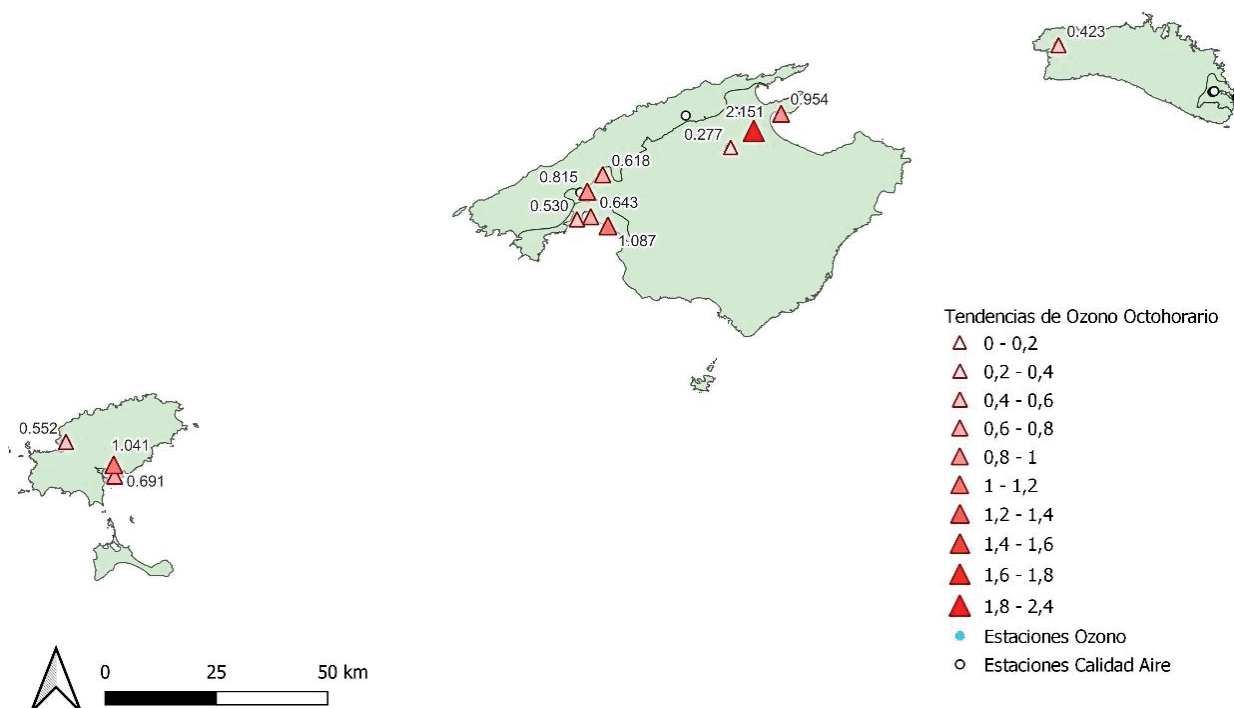 0.423
0.954
2.151
0.277
0.618
0.815
0.643
0.530
1.087
Tendencias de Ozono Octohorario
0 - 0,2
0,2 - 0,4
0,4 - 0,6
0,6 - 0,8
0,8 - 1
1 - 1,2
1,2 - 1,4
1,4 - 1,6
1,6 - 1,8
1,8 - 2,4
Estaciones Ozono
Estaciones Calidad Aire
0.552
1.041
0.691
0 25 50 km